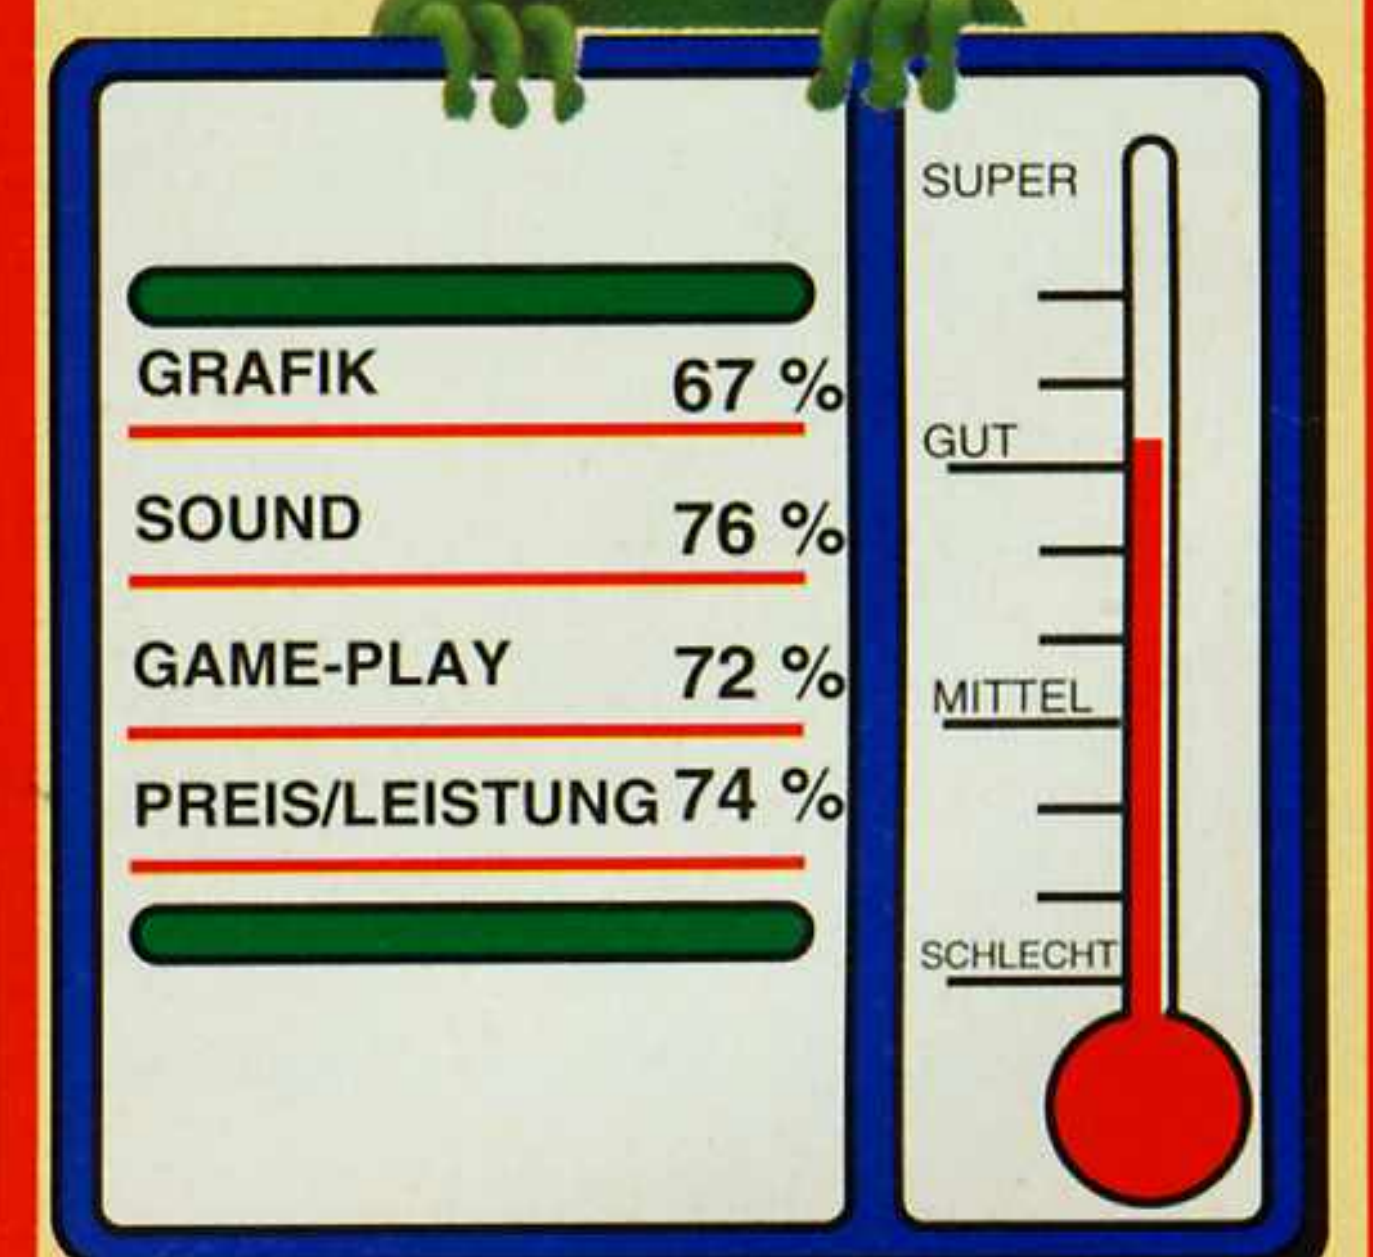 GRAFIK 67 %
SOUND 76 %
GAME-PLAY 72 %
PREIS/LEISTUNG 74 %
SUPER
GUT
MITTEL
SCHLECHT